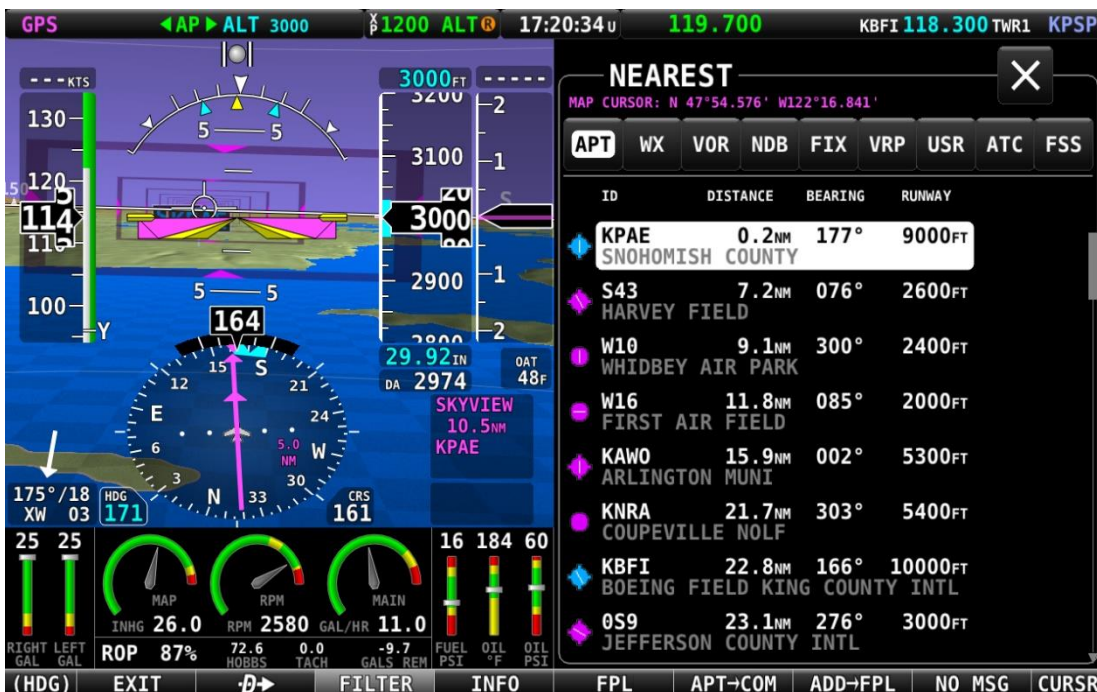 GPS ◀AP▶ ALT 3000 XP1200 ALT R 17:20:34 U 119.700 KBFI 118.300 TWR1 KPSP
---KTS
130
120
150
114
110
100
Y
5 5
5 5
164
3000FT
-----
3200
3100
3000
20
2900
2800
2
1
1
2
S
29.92IN
DA 2974
OAT
48F
SKYVIEW
10.5NM
KPAE
12 15 S 21 24 W 30 33 N 3 6 E
5.0
NM
175°/18
XW 03
HDG
171
CRS
161
25 25
RIGHT GAL
LEFT GAL
MAP
INHG 26.0
RPM
RPM 2580
MAIN
GAL/HR 11.0
ROP 87%
72.6 HOBBS
0.0 TACH
-9.7 GALS REM
16 184 60
FUEL PSI
OIL °F
OIL PSI
NEAREST
X
MAP CURSOR: N 47°54.576' W122°16.841'
APT WX VOR NDB FIX VRP USR ATC FSS
ID DISTANCE BEARING RUNWAY
KPAE 0.2NM 177° 9000FT
SNOHOMISH COUNTY
S43 7.2NM 076° 2600FT
HARVEY FIELD
W10 9.1NM 300° 2400FT
WHIDBEY AIR PARK
W16 11.8NM 085° 2000FT
FIRST AIR FIELD
KAWO 15.9NM 002° 5300FT
ARLINGTON MUNI
KNRA 21.7NM 303° 5400FT
COUPEVILLE NOLF
KBFI 22.8NM 166° 10000FT
BOEING FIELD KING COUNTY INTL
0S9 23.1NM 276° 3000FT
JEFFERSON COUNTY INTL
(HDG) EXIT D→ FILTER INFO FPL APT→COM ADD→FPL NO MSG CURSR